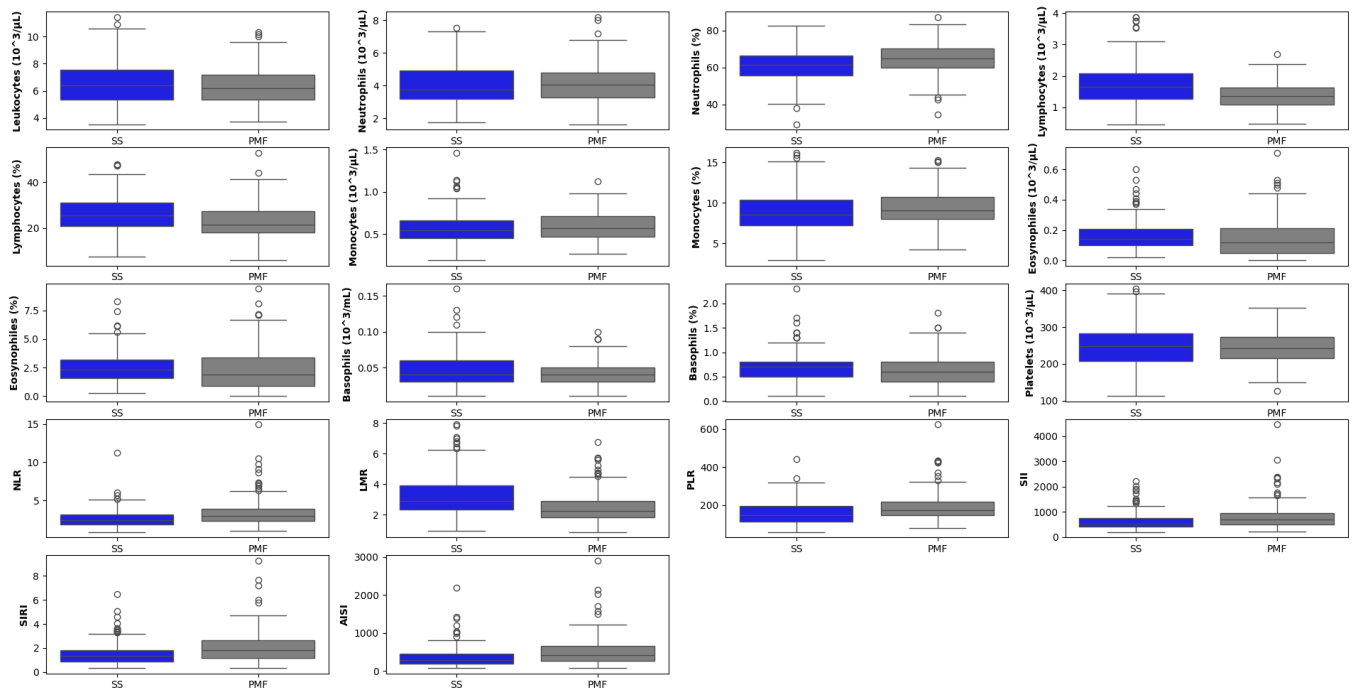 Leukocytes (10^3/μL)
10
8
6
4
SS
PMF
Neutrophils (10^3/μL)
8
6
4
2
SS
PMF
Neutrophils (%)
80
60
40
SS
PMF
Lymphocytes (10^3/μL)
4
3
2
1
SS
PMF
Lymphocytes (%)
40
20
SS
PMF
Monocytes (10^3/μL)
1.5
1.0
0.5
SS
PMF
Monocytes (%)
15
10
5
SS
PMF
Eosynophiles (10^3/μL)
0.6
0.4
0.2
0.0
SS
PMF
Eosynophiles (%)
7.5
5.0
2.5
0.0
SS
PMF
Basophils (10^3/mL)
0.15
0.10
0.05
SS
PMF
Basophils (%)
2.0
1.5
1.0
0.5
0.0
SS
PMF
Platelets (10^3/μL)
400
300
200
100
SS
PMF
NLR
15
10
5
SS
PMF
LMR
8
6
4
2
SS
PMF
PLR
600
400
200
SS
PMF
SII
4000
3000
2000
1000
0
SS
PMF
SIRI
8
6
4
2
0
SS
PMF
AISI
3000
2000
1000
0
SS
PMF